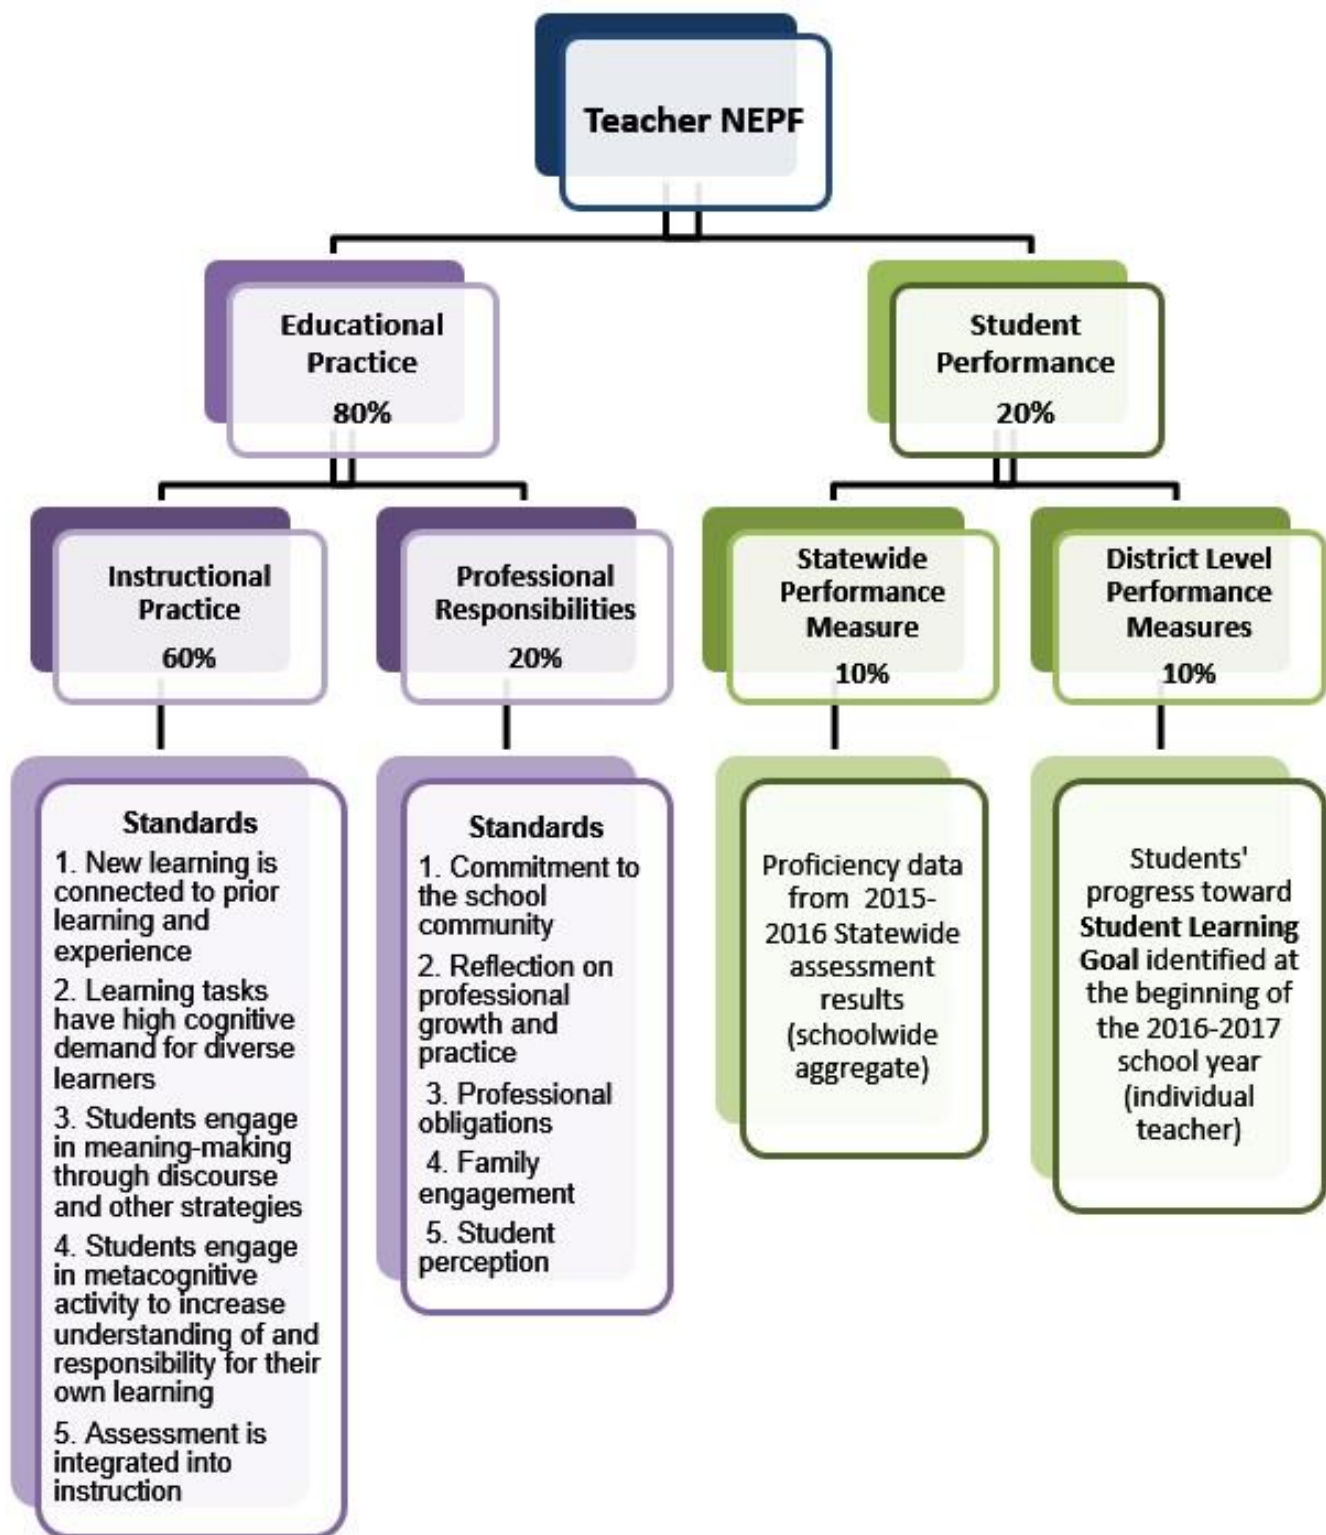 Teacher NEPF
Educational
Practice
80%
Student
Performance
20%
Instructional
Practice
60%
Professional
Responsibilities
20%
Statewide
Performance
Measure
10%
District Level
Performance
Measures
10%
Standards
1. New learning is
connected to prior
learning and
experience
2. Learning tasks
have high cognitive
demand for diverse
learners
3. Students engage
in meaning-making
through discourse
and other strategies
4. Students engage
in metacognitive
activity to increase
understanding of and
responsibility for their
own learning
5. Assessment is
integrated into
instruction
Standards
1. Commitment to
the school
community
2. Reflection on
professional
growth and
practice
3. Professional
obligations
4. Family
engagement
5. Student
perception
Proficiency data
from 2015-
2016 Statewide
assessment
results
(schoolwide
aggregate)
Students'
progress toward
Student Learning
Goal identified at
the beginning of
the 2016-2017
school year
(individual
teacher)